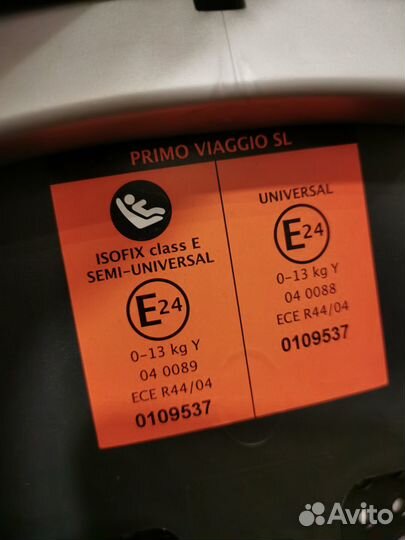 PRIMO VIAGGIO SL
ISOFIX class E
SEMI-UNIVERSAL
E24
0-13 kg Y
04 0089
ECE R44/04
0109537
UNIVERSAL
E24
0-13 kg Y
04 0088
ECE R44/04
0109537
Avito